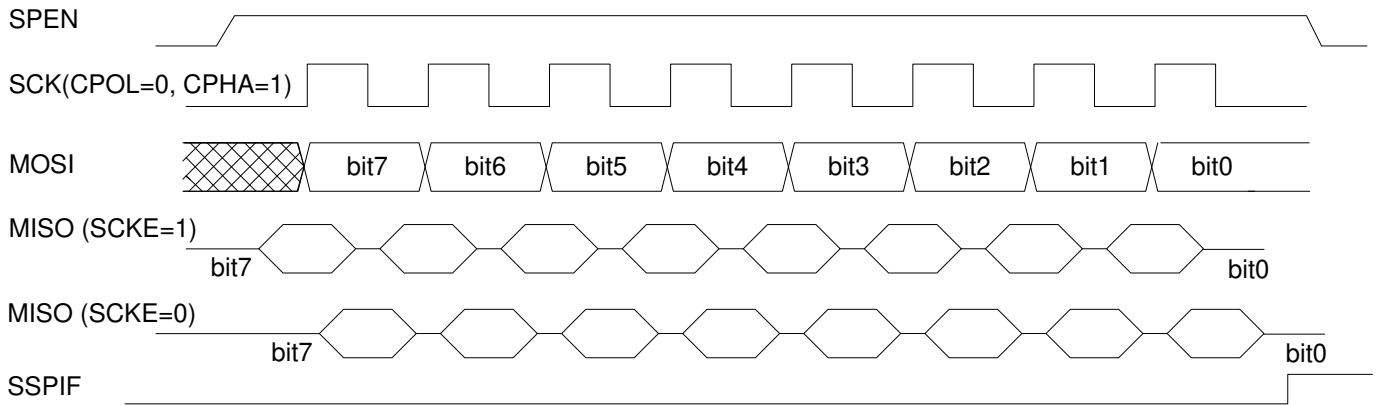 SPEN
SCK(CPOL=0, CPHA=1)
MOSI bit7 bit6 bit5 bit4 bit3 bit2 bit1 bit0
MISO (SCKE=1)
bit7 bit0
MISO (SCKE=0)
bit7 bit0
SSPIF